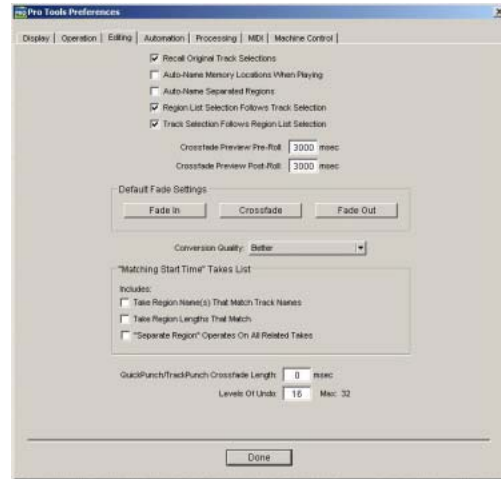 Pro Tools Preferences
Display | Operation | Editing | Automation | Processing | MIDI | Machine Control
Recall Original Track Selections
Auto-Name Memory Locations When Playing
Auto-Name Separated Regions
Region List Selection Follows Track Selection
Track Selection Follows Region List Selection
Crossfade Preview Pre-Roll: 3000 msec
Crossfade Preview Post-Roll: 3000 msec
Default Fade Settings
Fade In Crossfade Fade Out
Conversion Quality: Better
"Matching Start Time" Takes List
Includes:
Take Region Name(s) That Match Track Names
Take Region Lengths That Match
"Separate Region" Operates On All Related Takes
QuickPunch/TrackPunch Crossfade Length: 0 msec
Levels Of Undo: 16 Max: 32
Done